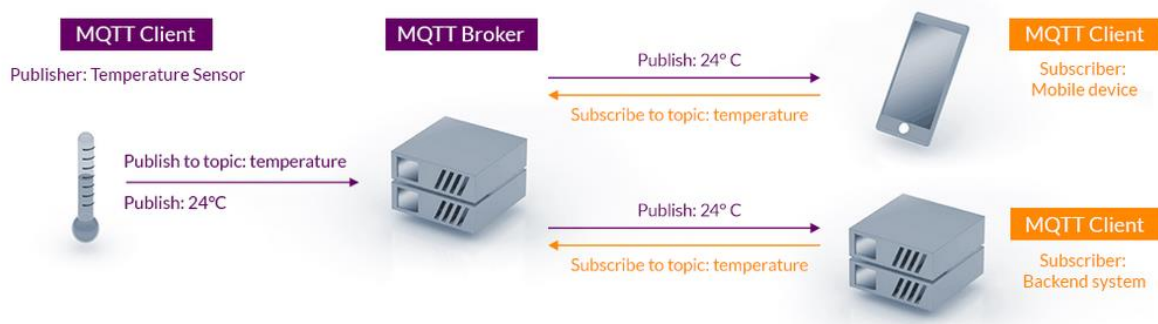 MQTT Client
Publisher: Temperature Sensor
Publish to topic: temperature
Publish: 24°C
MQTT Broker
Publish: 24° C
Subscribe to topic: temperature
MQTT Client
Subscriber:
Mobile device
Publish: 24° C
Subscribe to topic: temperature
MQTT Client
Subscriber:
Backend system